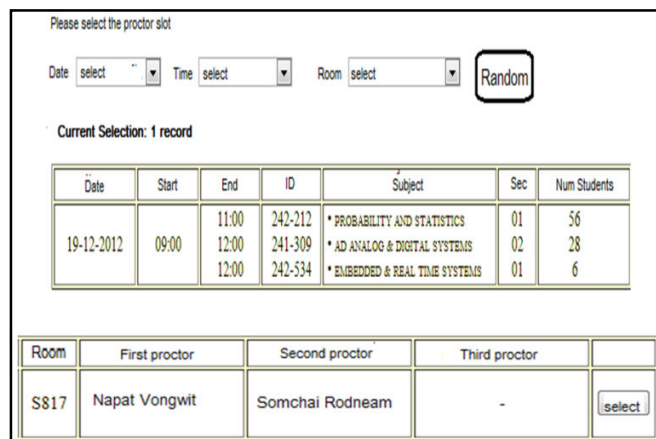 Please select the proctor slot
Date select Time select Room select Random
Current Selection: 1 record
Date Start End ID Subject Sec Num Students
11:00 242-212 * PROBABILITY AND STATISTICS 01 56
19-12-2012 09:00 12:00 241-309 * AD ANALOG & DIGITAL SYSTEMS 02 28
12:00 242-534 * EMBEDDED & REAL TIME SYSTEMS 01 6
Room First proctor Second proctor Third proctor
S817 Napat Vongwit Somchai Rodneam - select